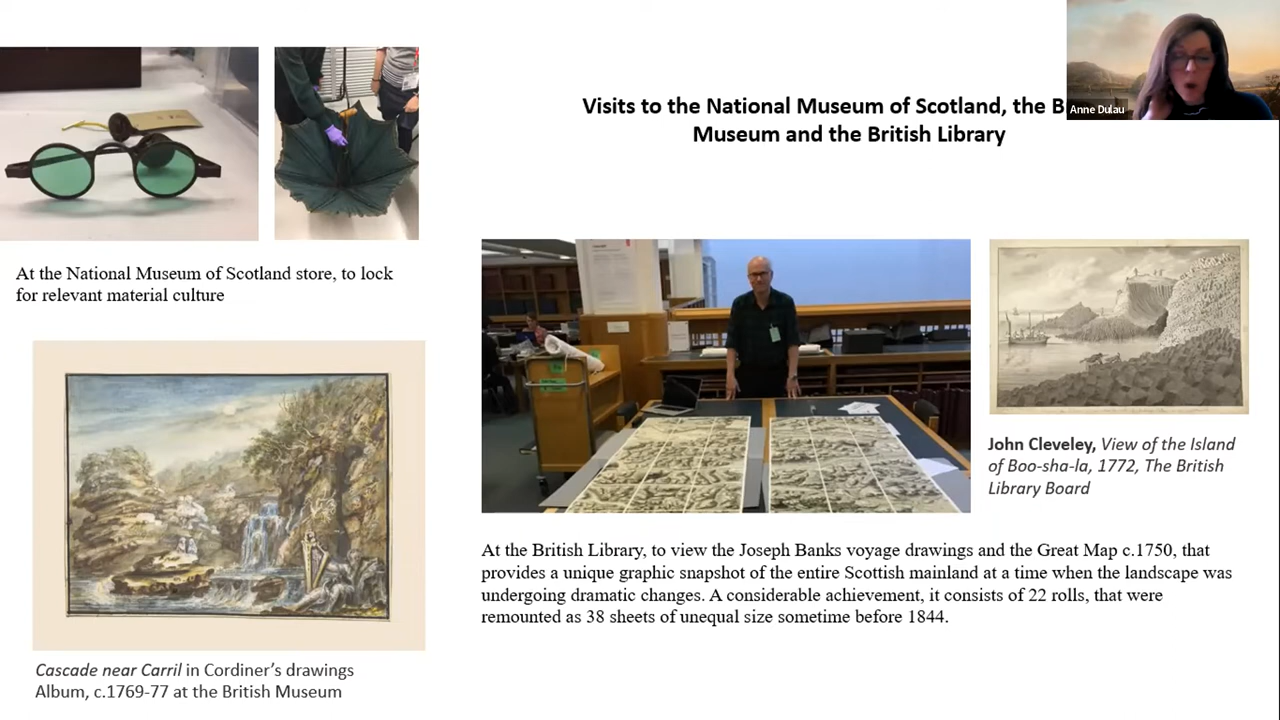 Visits to the National Museum of Scotland, the B
Museum and the British Library
Anne Dulau
At the National Museum of Scotland store, to lock
for relevant material culture
John Cleveley, View of the Island
of Boo-sha-la, 1772, The British
Library Board
At the British Library, to view the Joseph Banks voyage drawings and the Great Map c.1750, that
provides a unique graphic snapshot of the entire Scottish mainland at a time when the landscape was
undergoing dramatic changes. A considerable achievement, it consists of 22 rolls, that were
remounted as 38 sheets of unequal size sometime before 1844.
Cascade near Carril in Cordiner’s drawings
Album, c.1769-77 at the British Museum